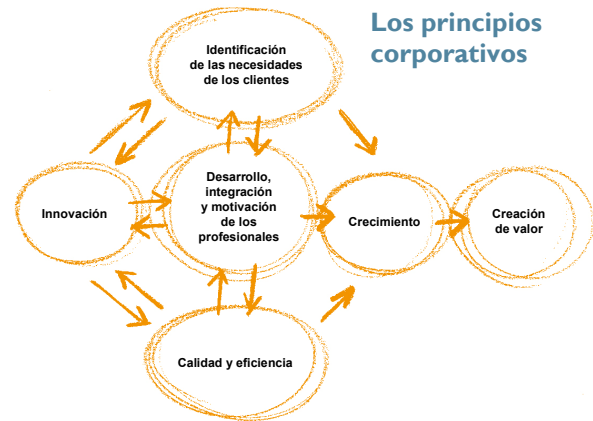 Los principios
corporativos
Identificación
de las necesidades
de los clientes
Desarrollo,
integración
y motivación
de los
profesionales
Innovación
Crecimiento
Creación
de valor
Calidad y eficiencia